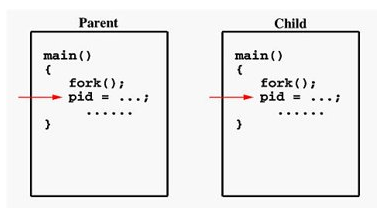 Parent
main()
{
fork();
pid = ...;
......
}
Child
main()
{
fork();
pid = ...;
......
}